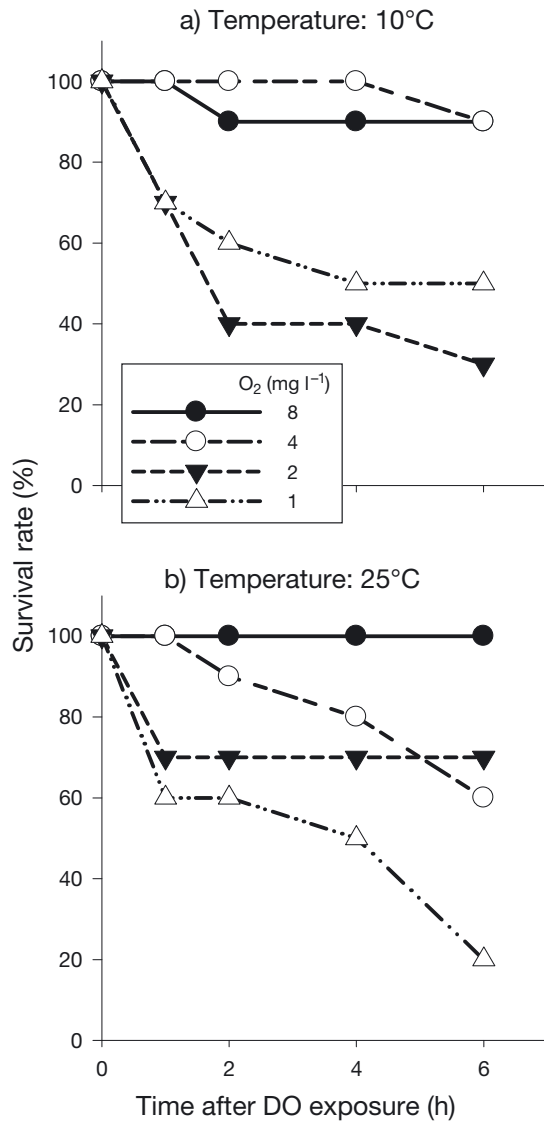 a) Temperature: 10°C
100
80
60
40
20
0
O₂ (mg l⁻¹)
8
4
2
1
Survival rate (%)
b) Temperature: 25°C
100
80
60
40
20
0
0 2 4 6
Time after DO exposure (h)